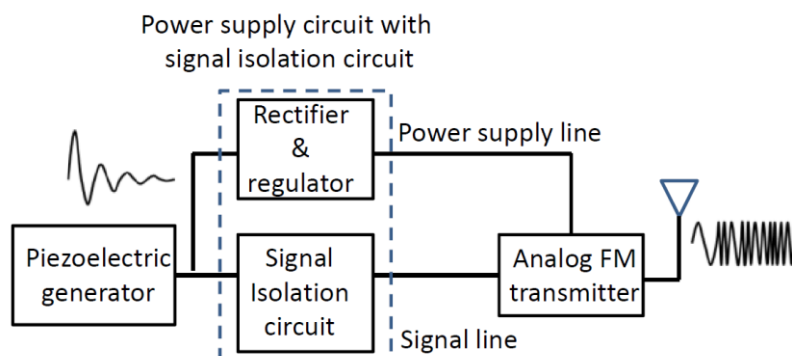 Power supply circuit with
signal isolation circuit
Rectifier
&
regulator
Power supply line
Piezoelectric
generator
Signal
Isolation
circuit
Analog FM
transmitter
Signal line